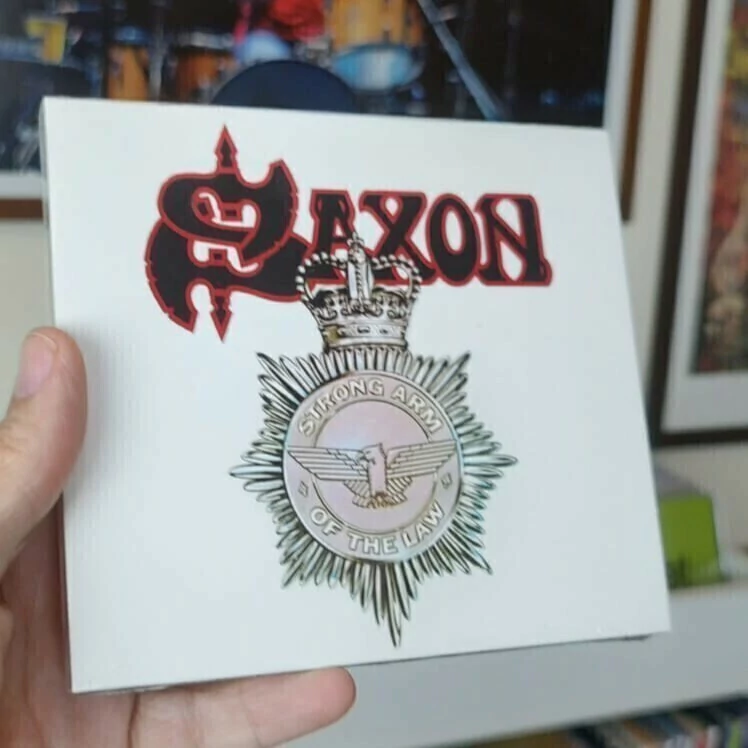 SAXON
STRONG ARM
OF THE LAW